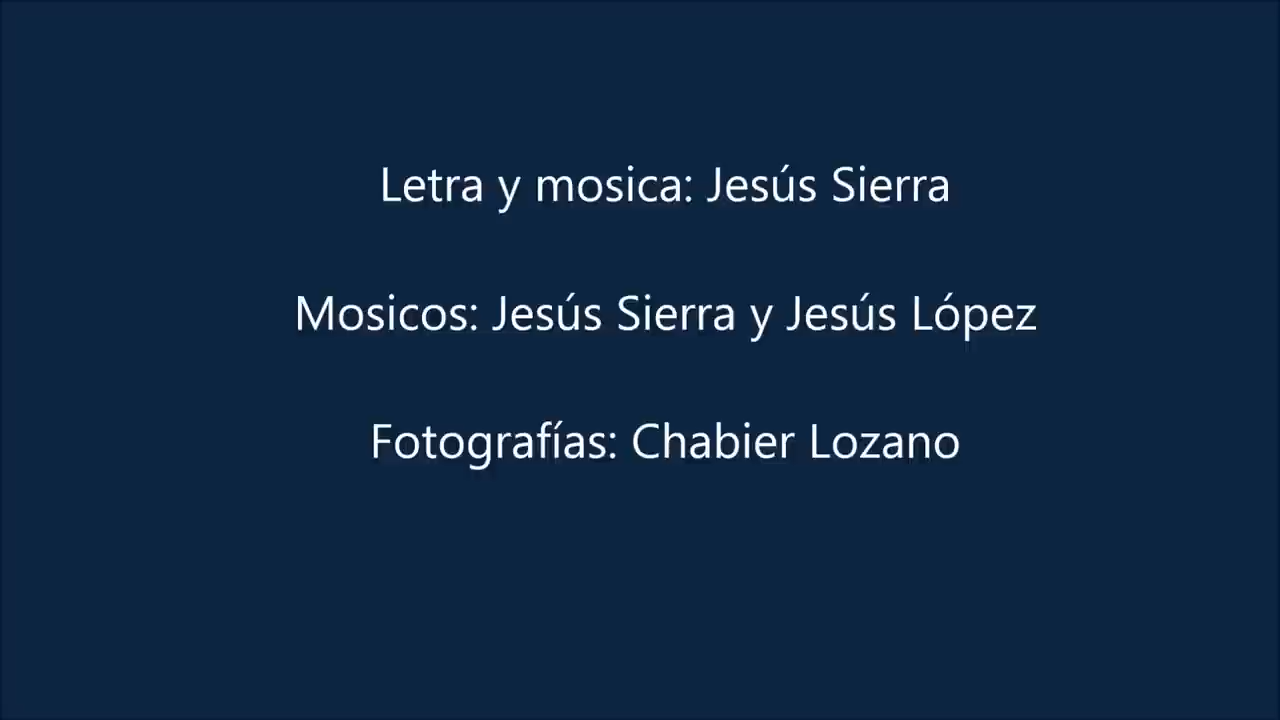 Letra y mosica: Jesús Sierra
Mosicos: Jesús Sierra y Jesús López
Fotografías: Chabier Lozano